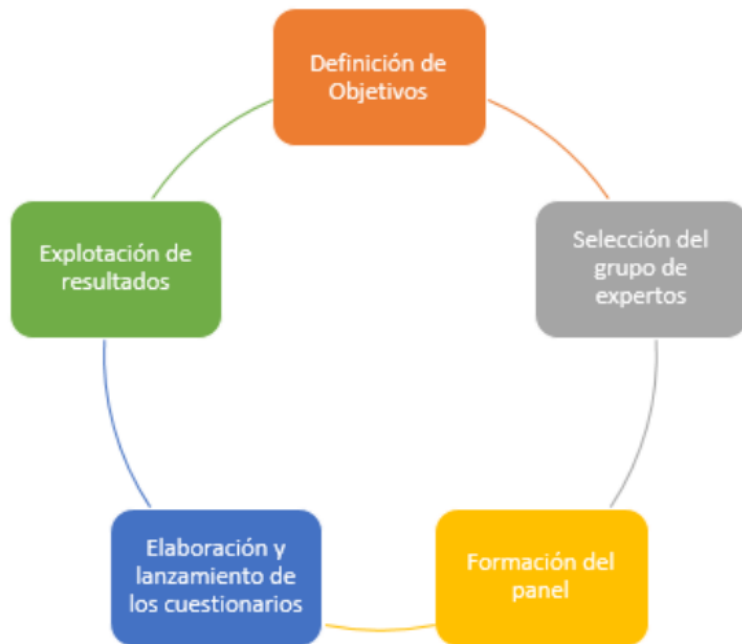 Definición de
Objetivos
Selección del
grupo de
expertos
Formación del
panel
Elaboración y
lanzamiento de
los cuestionarios
Explotación de
resultados